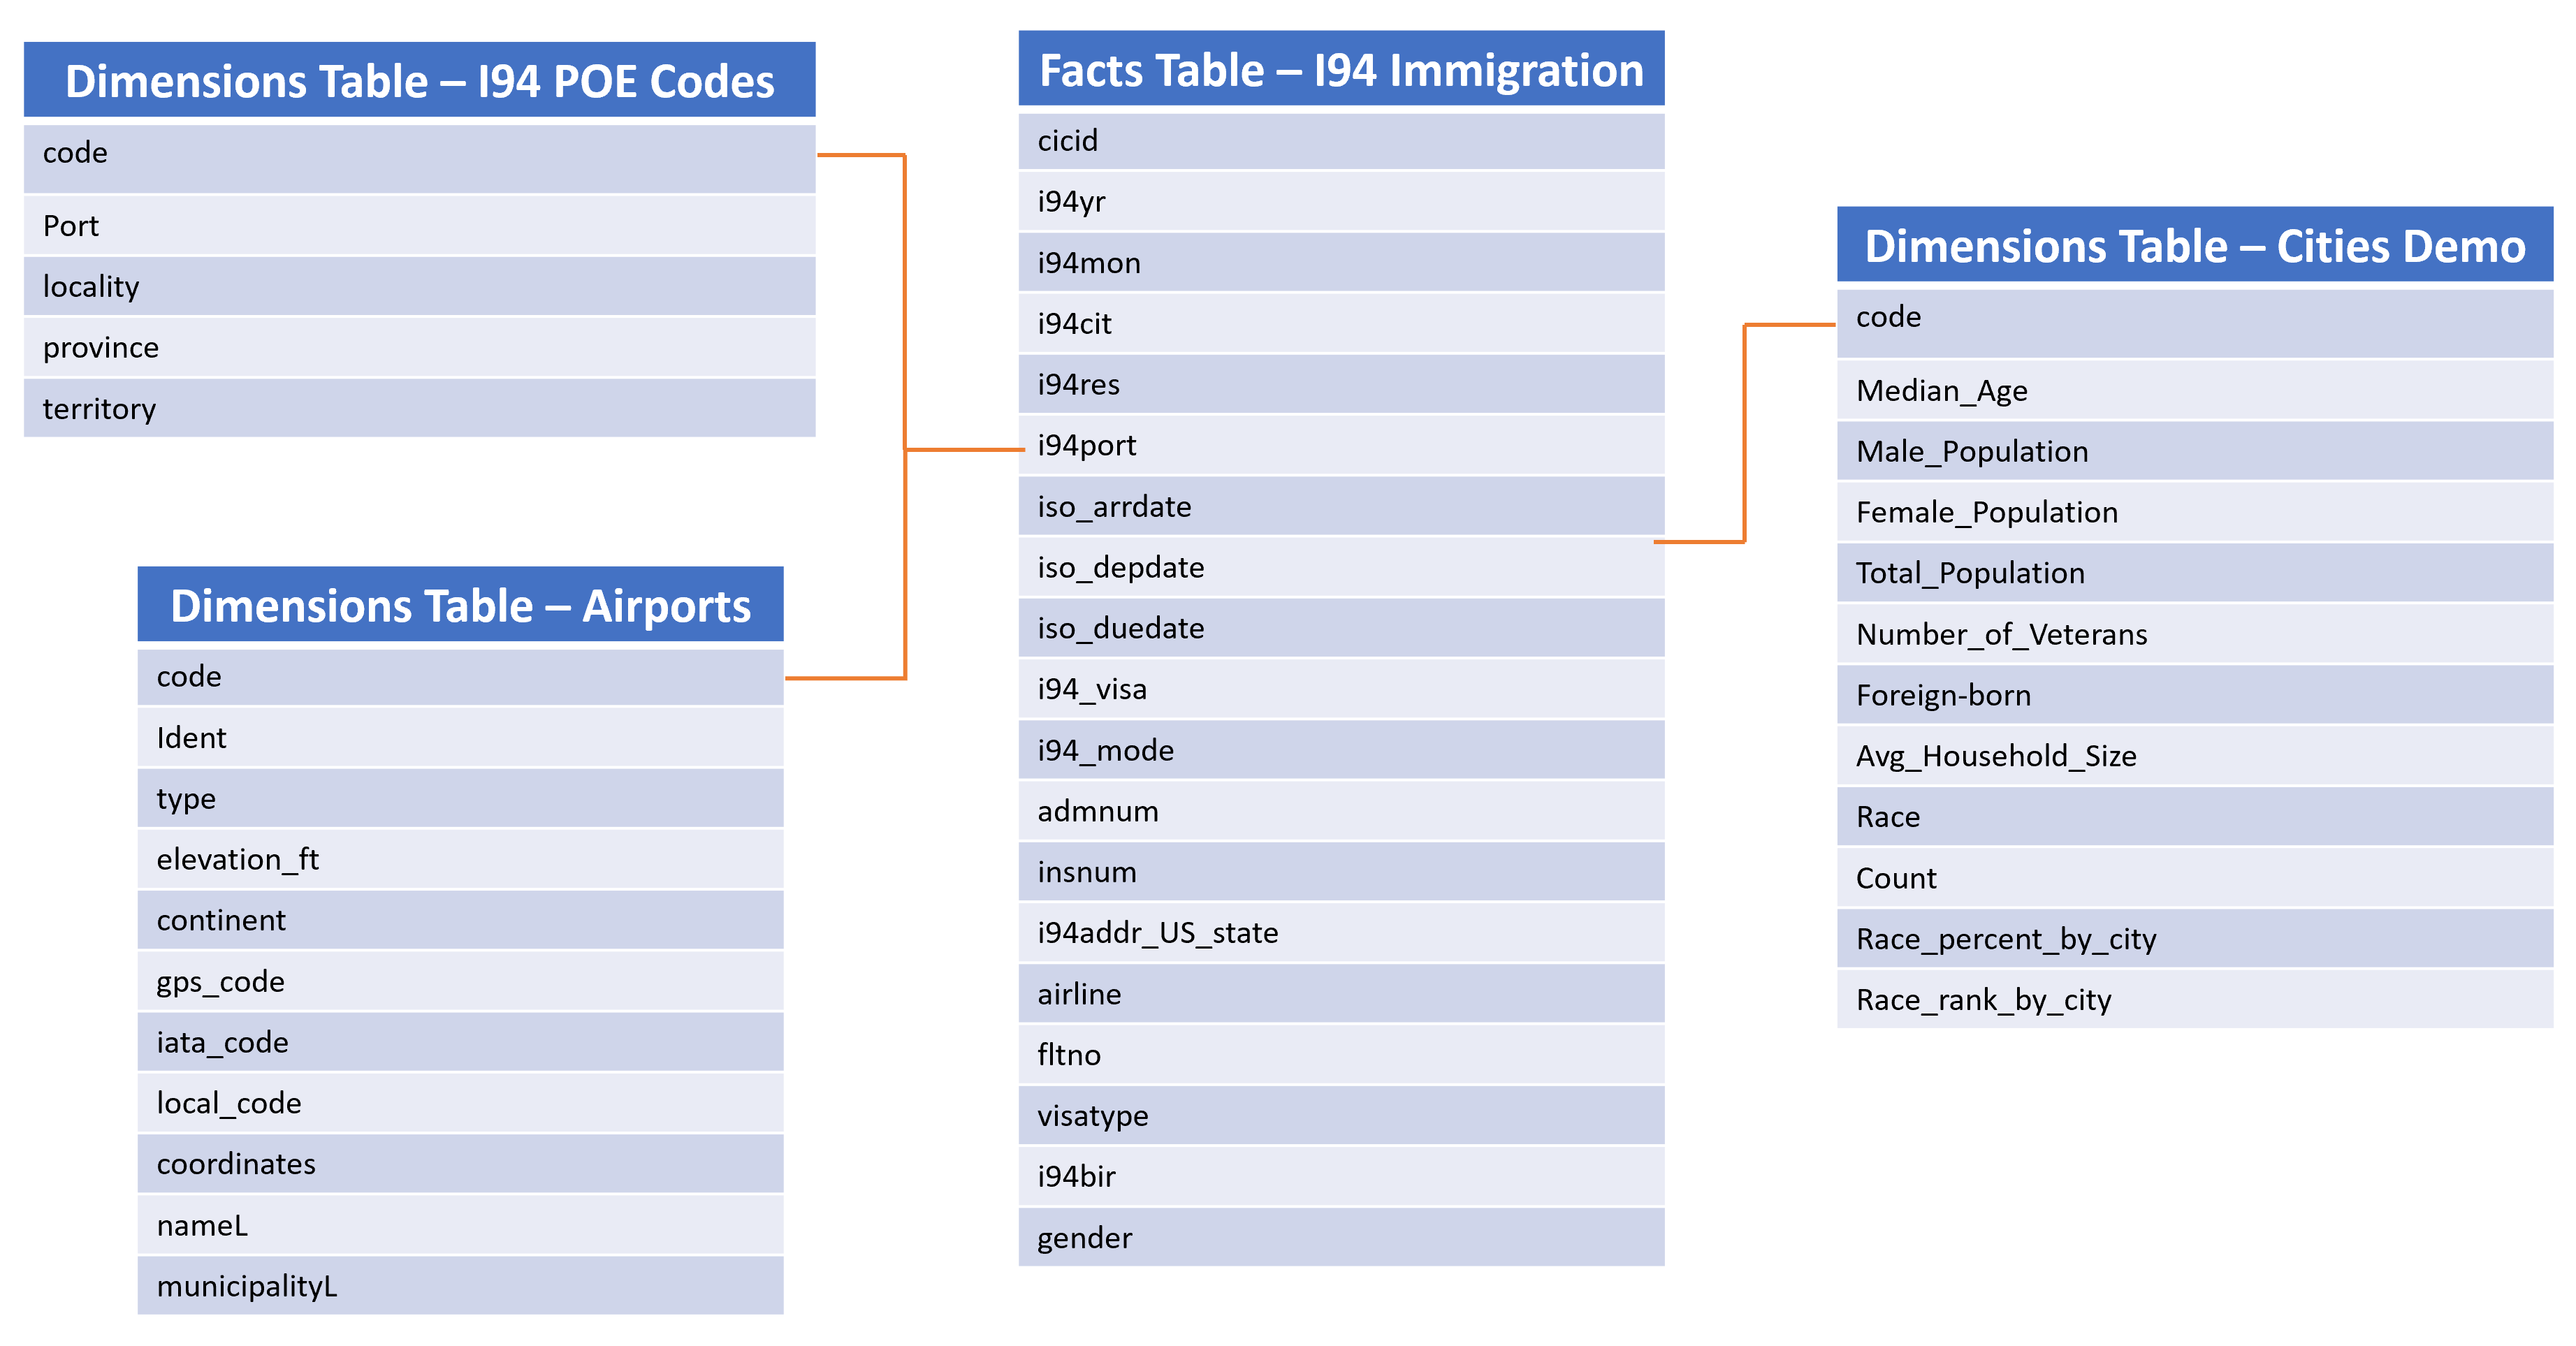 Dimensions Table – I94 POE Codes
code
Port
locality
province
territory
Dimensions Table – Airports
code
Ident
type
elevation_ft
continent
gps_code
iata_code
local_code
coordinates
nameL
municipalityL
Facts Table – I94 Immigration
cicid
i94yr
i94mon
i94cit
i94res
i94port
iso_arrdate
iso_depdate
iso_duedate
i94_visa
i94_mode
admnum
insnum
i94addr_US_state
airline
fltno
visatype
i94bir
gender
Dimensions Table – Cities Demo
code
Median_Age
Male_Population
Female_Population
Total_Population
Number_of_Veterans
Foreign-born
Avg_Household_Size
Race
Count
Race_percent_by_city
Race_rank_by_city